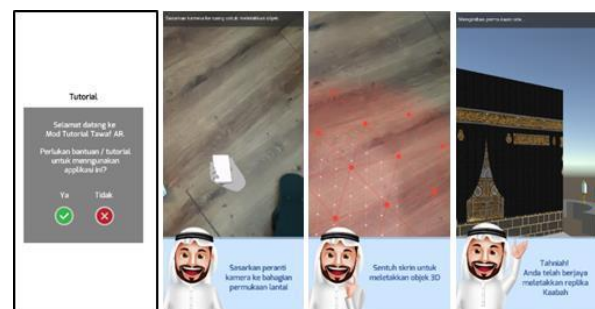 Tutorial
Selamat datang ke
Mod Tutorial Tawaf AR
Perlukan bantuan / tutorial
untuk menngunakan
applikasi ini?
Ya Tidak
Sasarkan kamera ke ruang untuk meletakkan objek.
Sasarkan peranti
kamera ke bahagian
permukaan lantai
Sentuh skrin untuk
meletakkan objek 3D
Tahniah!
Anda telah berjaya
meletakkan replika
Kaabah